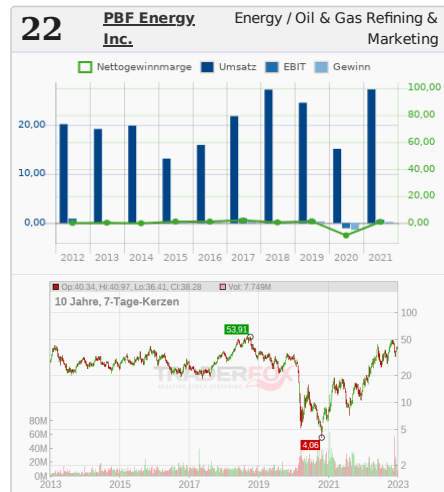 22
PBF Energy Inc.
Energy / Oil & Gas Refining & Marketing
Nettogewinnmarge Umsatz EBIT Gewinn
100,00
80,00
60,00
40,00
20,00
0,00
20,00
10,00
0,00
2012 2013 2014 2015 2016 2017 2018 2019 2020 2021
Op:40.34, Hi:40.97, Lo:36.41, Cl:38.28 Vol: 7.749M
10 Jahre, 7-Tage-Kerzen
53,91
TRADERFOX
4,06
100
50
20
10
5
2
80M
60M
40M
20M
0M
2013 2015 2017 2019 2021 2023